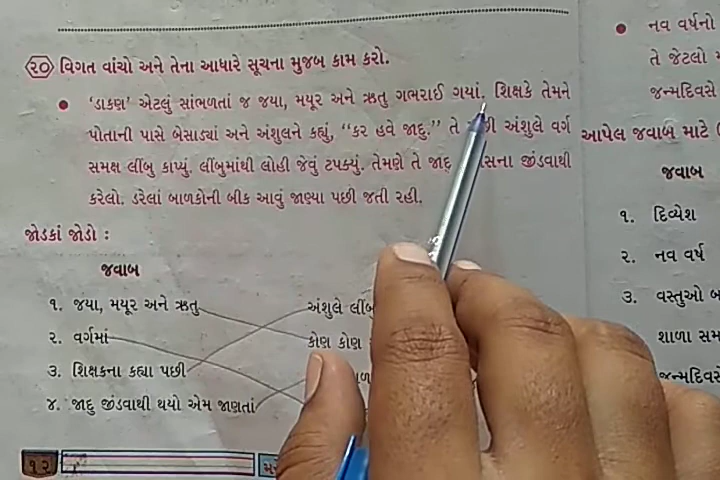 ૨૦ વિગત વાંચો અને તેના આધારે સૂચના મુજબ કામ કરો.
• ‘ડાકણ’ એટલું સાંભળતાં જ જયા, મયૂર અને ઋતુ ગભરાઈ ગયાં. શિક્ષકે તેમને
પોતાની પાસે બેસાડ્યાં અને અંશુલને કહ્યું, “કર હવે જાદુ.” તે અંશુલે વર્ગ
સમક્ષ લીંબુ કાપ્યું. લીંબુમાંથી લોહી જેવું ટપક્યું. તેમણે તે જાદુ જીંડવાથી
કરેલો. ડરેલાં બાળકોની બીક આવું જાણ્યા પછી જતી રહી.
જોડકાં જોડો :
જવાબ
૧. જયા, મયૂર અને ઋતુ
અંશુલે લીંબુ
૨. વર્ગમાં
કોણ કોણ
૩. શિક્ષકના કહ્યા પછી
૪. જાદુ જીંડવાથી થયો એમ જાણતાં
૧૨
• નવ વર્ષનો
તે જેટલો
જન્મદિવસે
આપેલ જવાબ માટે
જવાબ
૧. દિવ્યેશ
૨. નવ વર્ષ
૩. વસ્તુઓ
શાળા
જન્મદિવસે